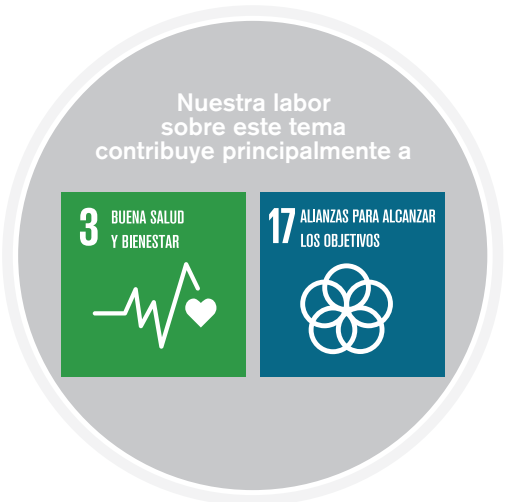 Nuestra labor
sobre este tema
contribuye principalmente a
3 BUENA SALUD
Y BIENESTAR
17 ALIANZAS PARA ALCANZAR
LOS OBJETIVOS